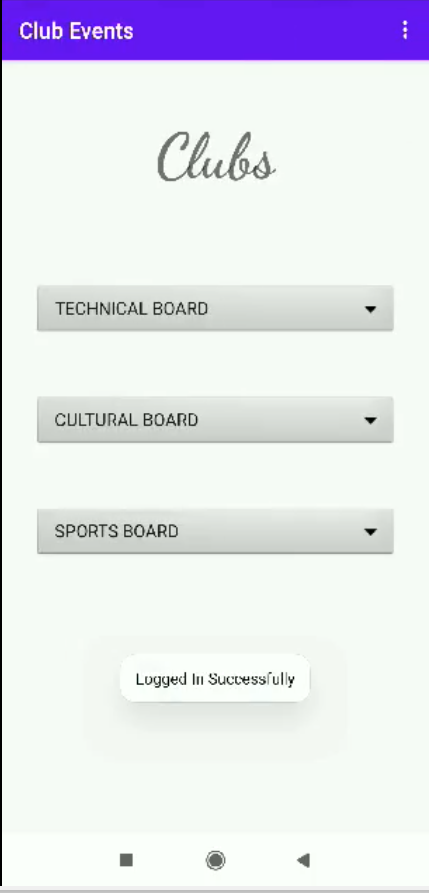 Club Events
Clubs
TECHNICAL BOARD
CULTURAL BOARD
SPORTS BOARD
Logged In Successfully